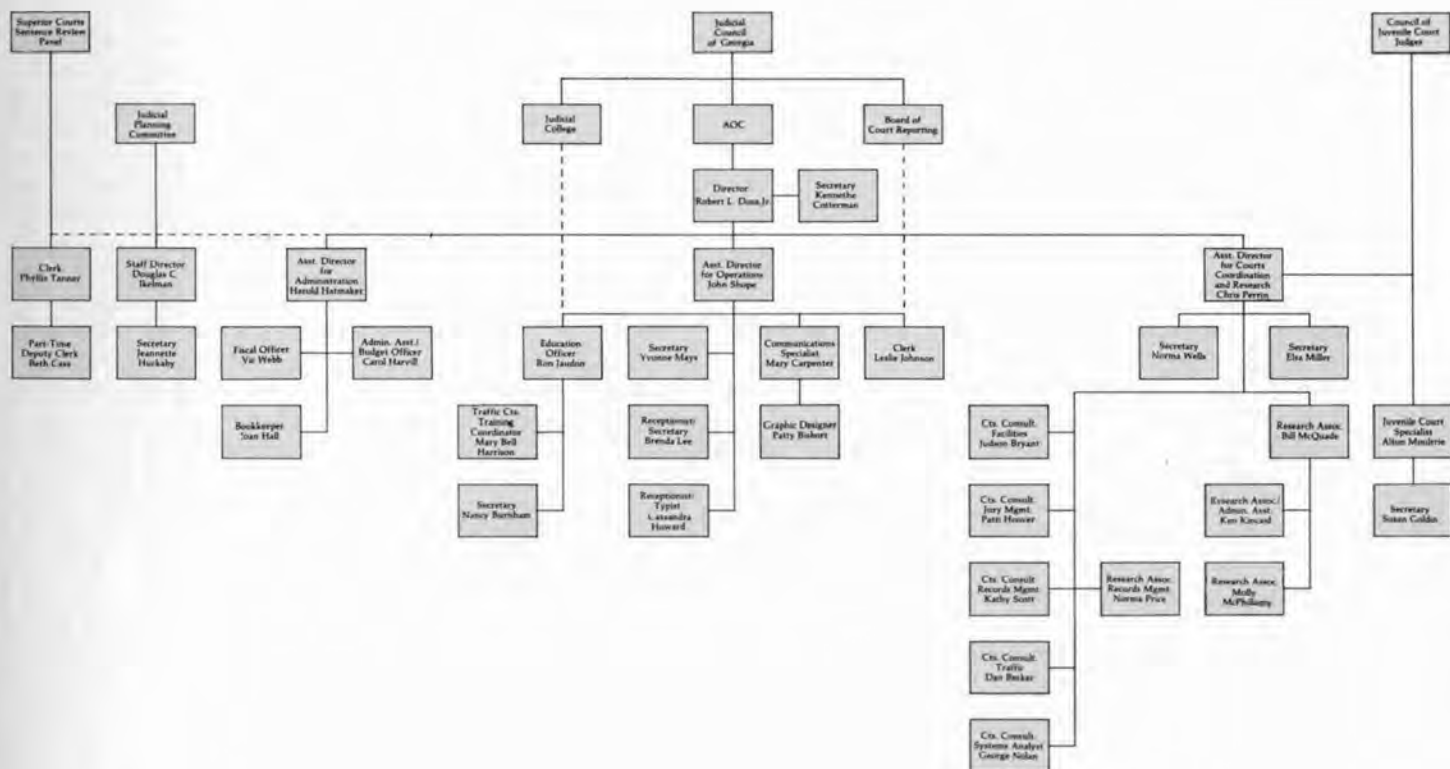 Superior Courts
Sentence Review
Panel
Judicial
Council
of Georgia
Council of
Juvenile Court
Judges
Judicial
Planning
Committee
Judicial
College
AOC
Board of
Court Reporting
Director
Robert L. Doss, Jr.
Secretary
Kennethe
Cotterman
Clerk
Phyllis Tanner
Staff Director
Douglas C.
Ikelman
Asst. Director
for
Administration
Harold Hatmaker
Asst. Director
for Operations
John Shope
Asst. Director
for Courts
Coordination
and Research
Chris Perrin
Part-Time
Deputy Clerk
Beth Cass
Secretary
Jeannette
Huckaby
Fiscal Officer
Vic Webb
Admin. Asst./
Budget Officer
Carol Harvill
Education
Officer
Ron Jaudon
Secretary
Yvonne Mays
Communications
Specialist
Mary Carpenter
Clerk
Leslie Johnson
Secretary
Norma Wells
Secretary
Elsa Miller
Bookkeeper
Joan Hall
Traffic Cts.
Training
Coordinator
Mary Bell
Harrison
Receptionist/
Secretary
Brenda Lee
Graphic Designer
Patty
Cts. Consult.
Facilities
Judson Bryant
Research Assoc.
Bill McQuade
Juvenile Court
Specialist
Alton Moultrie
Secretary
Nancy Burnham
Receptionist/
Typist
Cassandra
Howard
Cts. Consult.
Jury Mgmt.
Patti Hoover
Research Assoc./
Admin. Asst.
Ken Kincaid
Secretary
Susan Goldin
Cts. Consult.
Records Mgmt.
Kathy Scott
Research Assoc.
Records Mgmt.
Norma Price
Research Assoc.
Molly
Cts. Consult.
Traffic
Dan Becker
Cts. Consult.
Systems Analyst
George Nolan